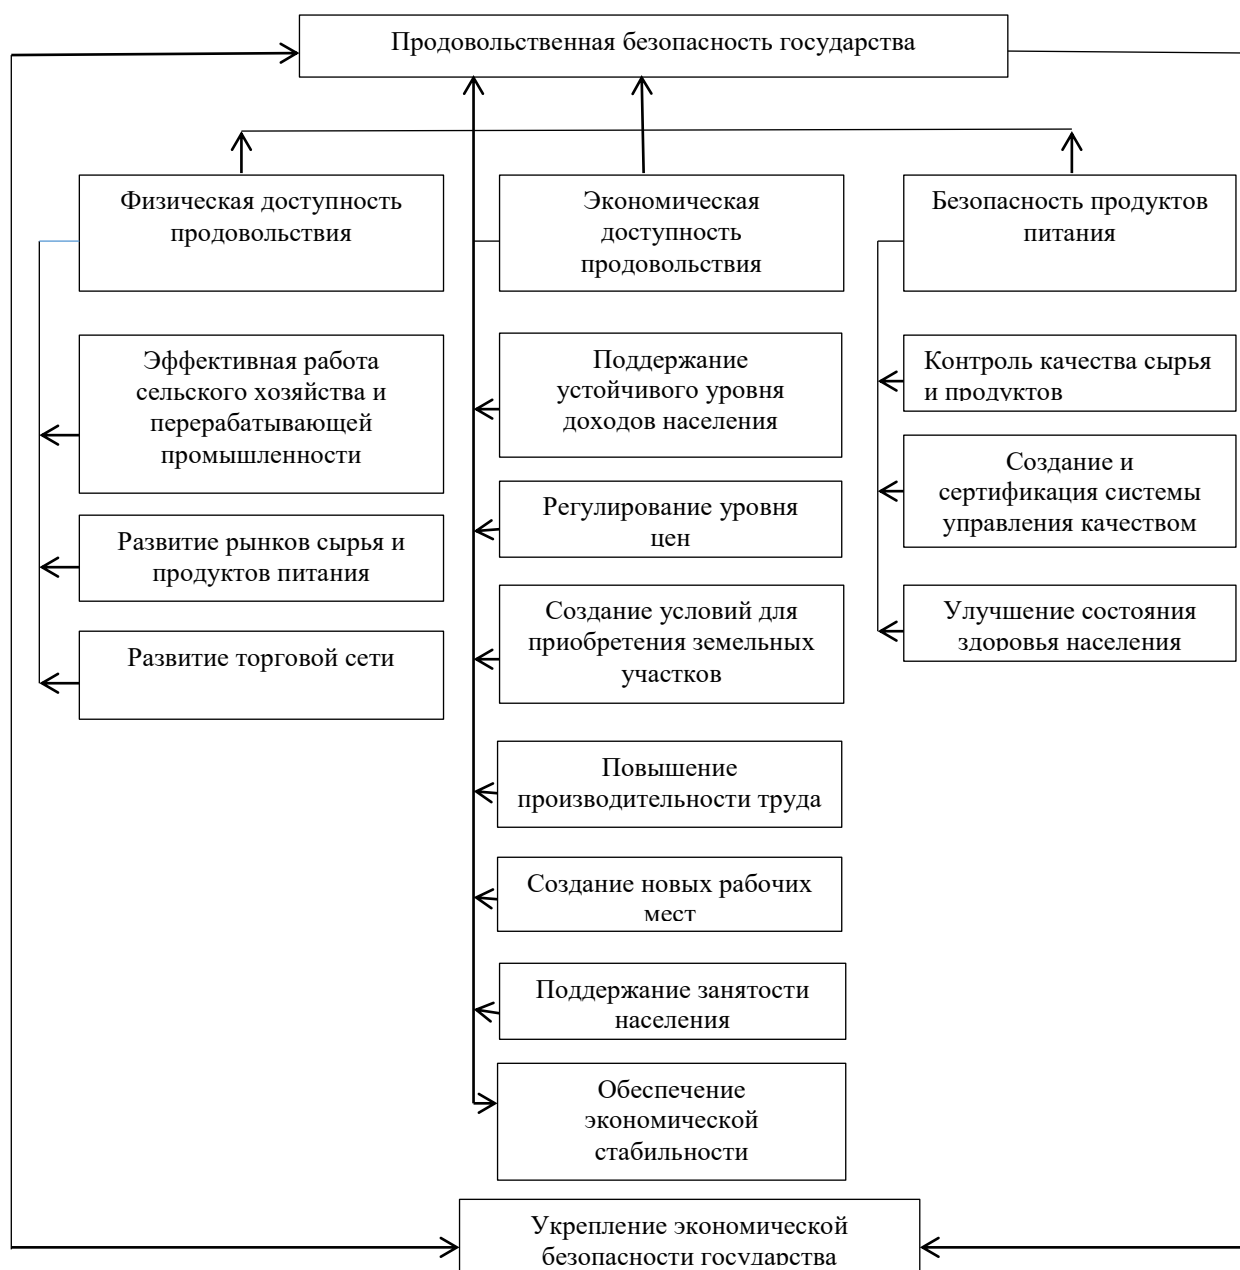 Продовольственная безопасность государства
Физическая доступность
продовольствия
Экономическая
доступность
продовольствия
Безопасность продуктов
питания
Эффективная работа
сельского хозяйства и
перерабатывающей
промышленности
Развитие рынков сырья и
продуктов питания
Развитие торговой сети
Поддержание
устойчивого уровня
доходов населения
Регулирование уровня
цен
Создание условий для
приобретения земельных
участков
Повышение
производительности труда
Создание новых рабочих
мест
Поддержание занятости
населения
Обеспечение
экономической
стабильности
Контроль качества сырья
и продуктов
Создание и
сертификация системы
управления качеством
Улучшение состояния
здоровья населения
Укрепление экономической
безопасности государства